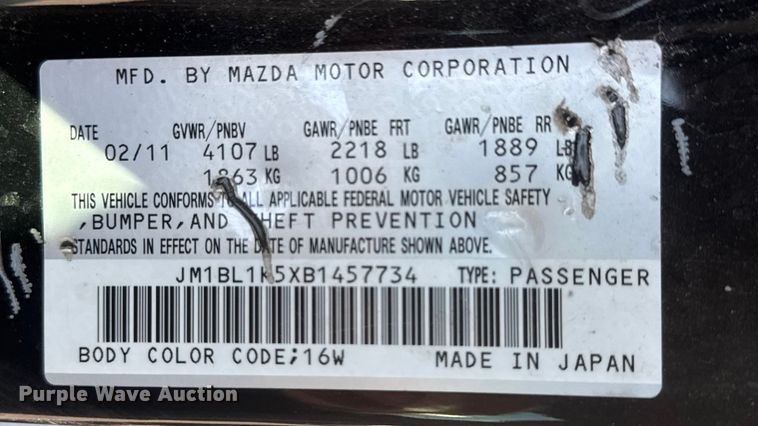 MFD. BY MAZDA MOTOR CORPORATION
DATE GVWR/PNBV GAWR/PNBE FRT GAWR/PNBE RR
02/11 4107 LB 2218 LB 1889 LB
1863 KG 1006 KG 857 KG
THIS VEHICLE CONFORMS TO ALL APPLICABLE FEDERAL MOTOR VEHICLE SAFETY
,BUMPER,AND THEFT PREVENTION
STANDARDS IN EFFECT ON THE DATE OF MANUFACTURE SHOWN ABOVE.
JM1BL1K5XB1457734 TYPE: PASSENGER
BODY COLOR CODE;16W MADE IN JAPAN
Purple Wave Auction